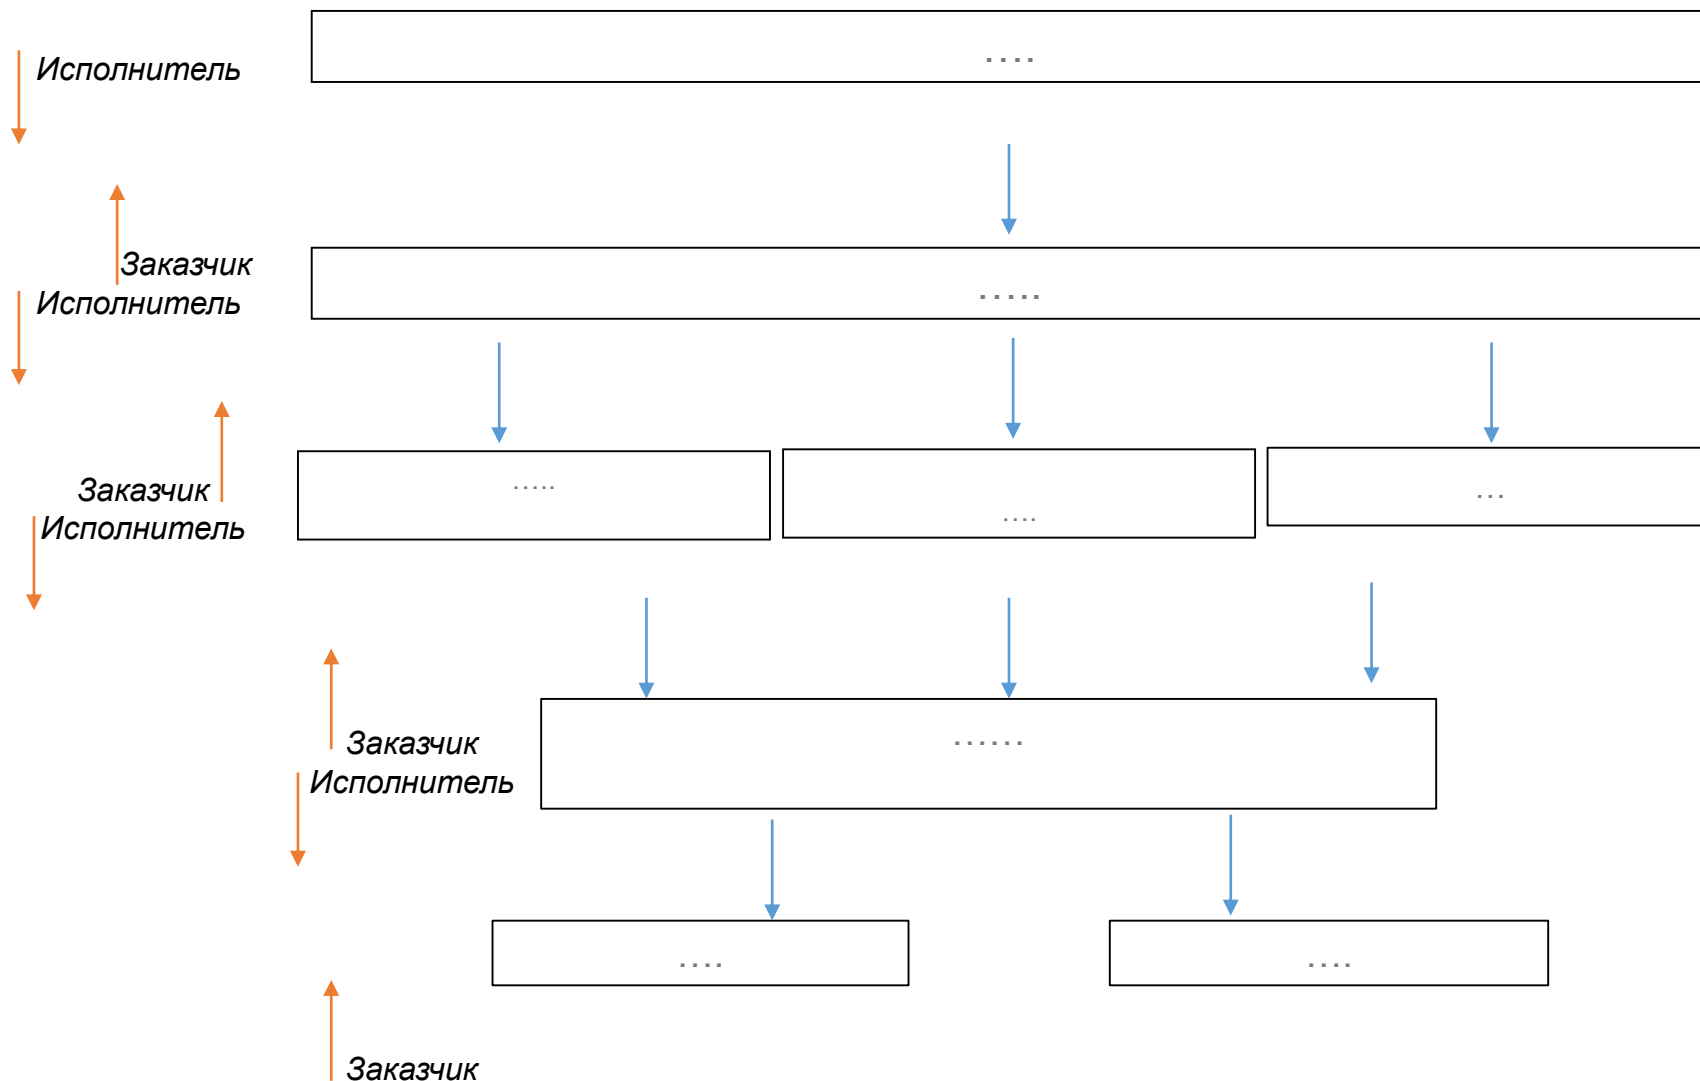 ....
Исполнитель
Заказчик
Исполнитель
.....
.....
....
...
Заказчик
Исполнитель
......
Заказчик
Исполнитель
....
....
Заказчик